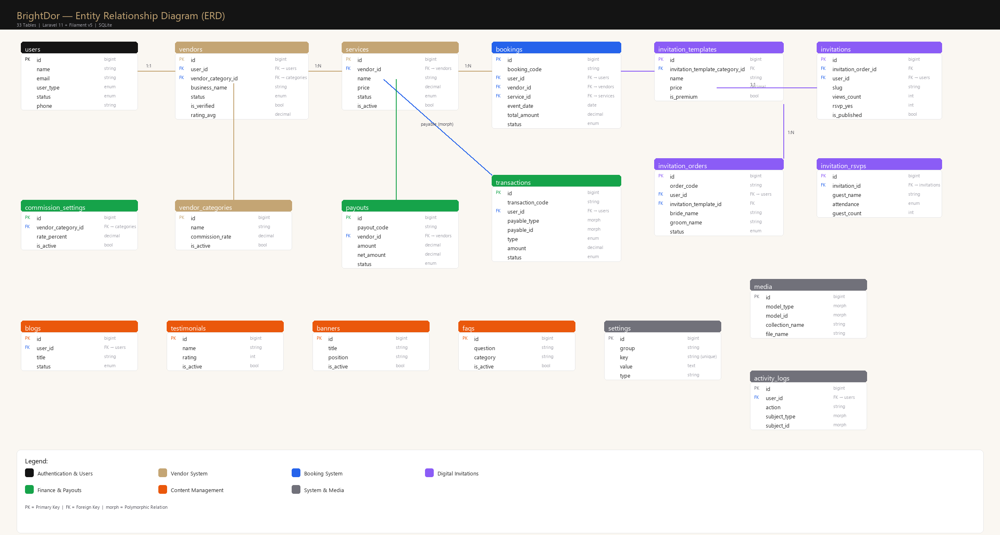 BrightDor — Entity Relationship Diagram (ERD)
33 Tables | Laravel 11 + Filament v5 | SQLite
users
PK id bigint
name string
email string
user_type enum
status enum
phone string
1:1
vendors
PK id bigint
FK user_id FK → users
FK vendor_category_id FK → categories
business_name string
status enum
is_verified bool
rating_avg decimal
1:N
services
PK id bigint
FK vendor_id FK → vendors
name string
price decimal
status enum
is_active bool
payable (morph)
1:N
bookings
PK id bigint
booking_code string
FK user_id FK → users
FK vendor_id FK → vendors
FK service_id FK → services
event_date date
total_amount decimal
status enum
invitation_templates
PK id bigint
FK invitation_template_category_id FK
name string
price decimal
is_premium bool
1:1
invitations
PK id bigint
FK invitation_order_id FK
FK user_id FK → users
slug string
views_count int
rsvp_yes int
is_published bool
1:N
commission_settings
PK id bigint
FK vendor_category_id FK → categories
rate_percent decimal
is_active bool
vendor_categories
PK id bigint
name string
commission_rate decimal
is_active bool
payouts
PK id bigint
payout_code string
FK vendor_id FK → vendors
amount decimal
net_amount decimal
status enum
transactions
PK id bigint
transaction_code string
FK user_id FK → users
payable_type morph
payable_id morph
type enum
amount decimal
status enum
invitation_orders
PK id bigint
order_code string
FK user_id FK → users
FK invitation_template_id FK
bride_name string
groom_name string
status enum
invitation_rsvps
PK id bigint
FK invitation_id FK → invitations
guest_name string
attendance enum
guest_count int
blogs
PK id bigint
FK user_id FK → users
title string
status enum
testimonials
PK id bigint
name string
rating int
is_active bool
banners
PK id bigint
title string
position string
is_active bool
faqs
PK id bigint
question string
category string
is_active bool
settings
PK id bigint
group string
key string (unique)
value text
type string
media
PK id bigint
model_type morph
model_id morph
collection_name string
file_name string
activity_logs
PK id bigint
FK user_id FK → users
action string
subject_type morph
subject_id morph
Legend:
Authentication & Users
Vendor System
Booking System
Digital Invitations
Finance & Payouts
Content Management
System & Media
PK = Primary Key | FK = Foreign Key | morph = Polymorphic Relation